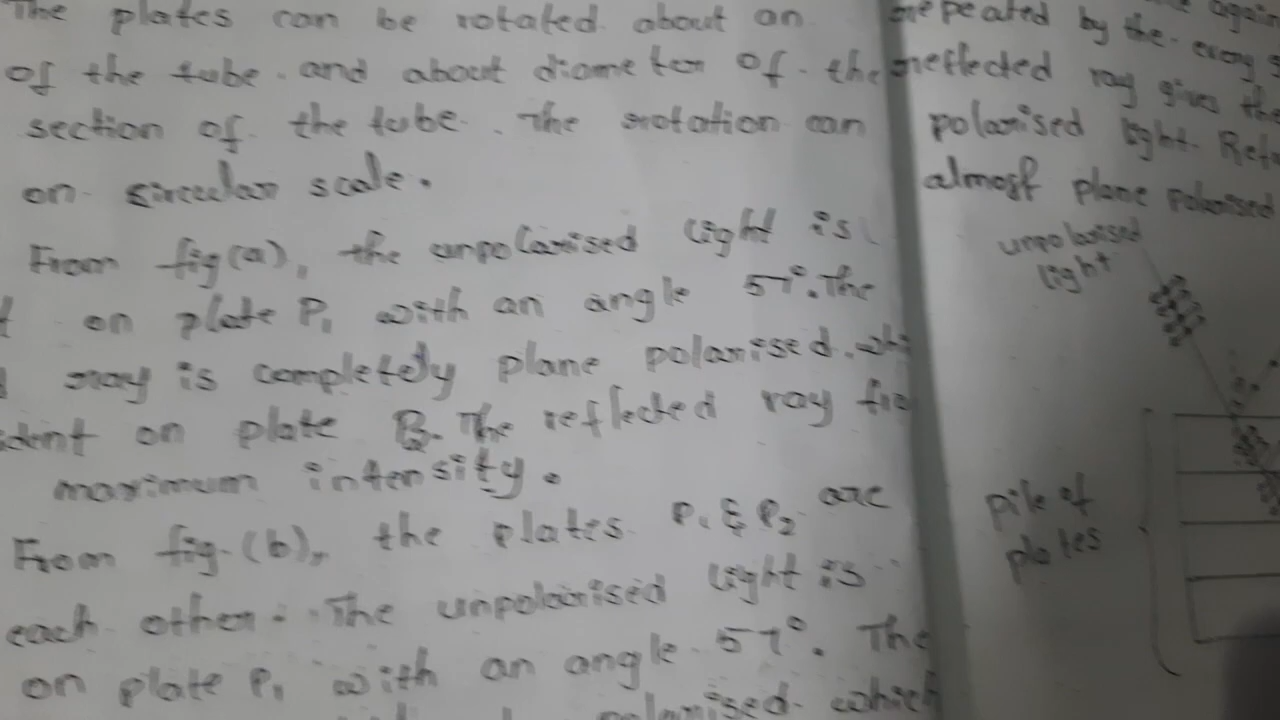 The plates can be rotated about an
of the tube and about diameter of the
section of the tube. The rotation can
on circular scale.
From fig(a), the unpolarised light is
on plate P1 with an angle 57°. The
ray is completely plane polarised.
on plate P2. The reflected ray
maximum intensity.
From fig.(b), the plates P1 & P2 are
each other. The unpolarised light is
on plate P1 with an angle 57°. The
polarised which
repeated by the every
reflected ray gives the
polarised light.
almost plane polarised
unpolarised
light
pile of
plates